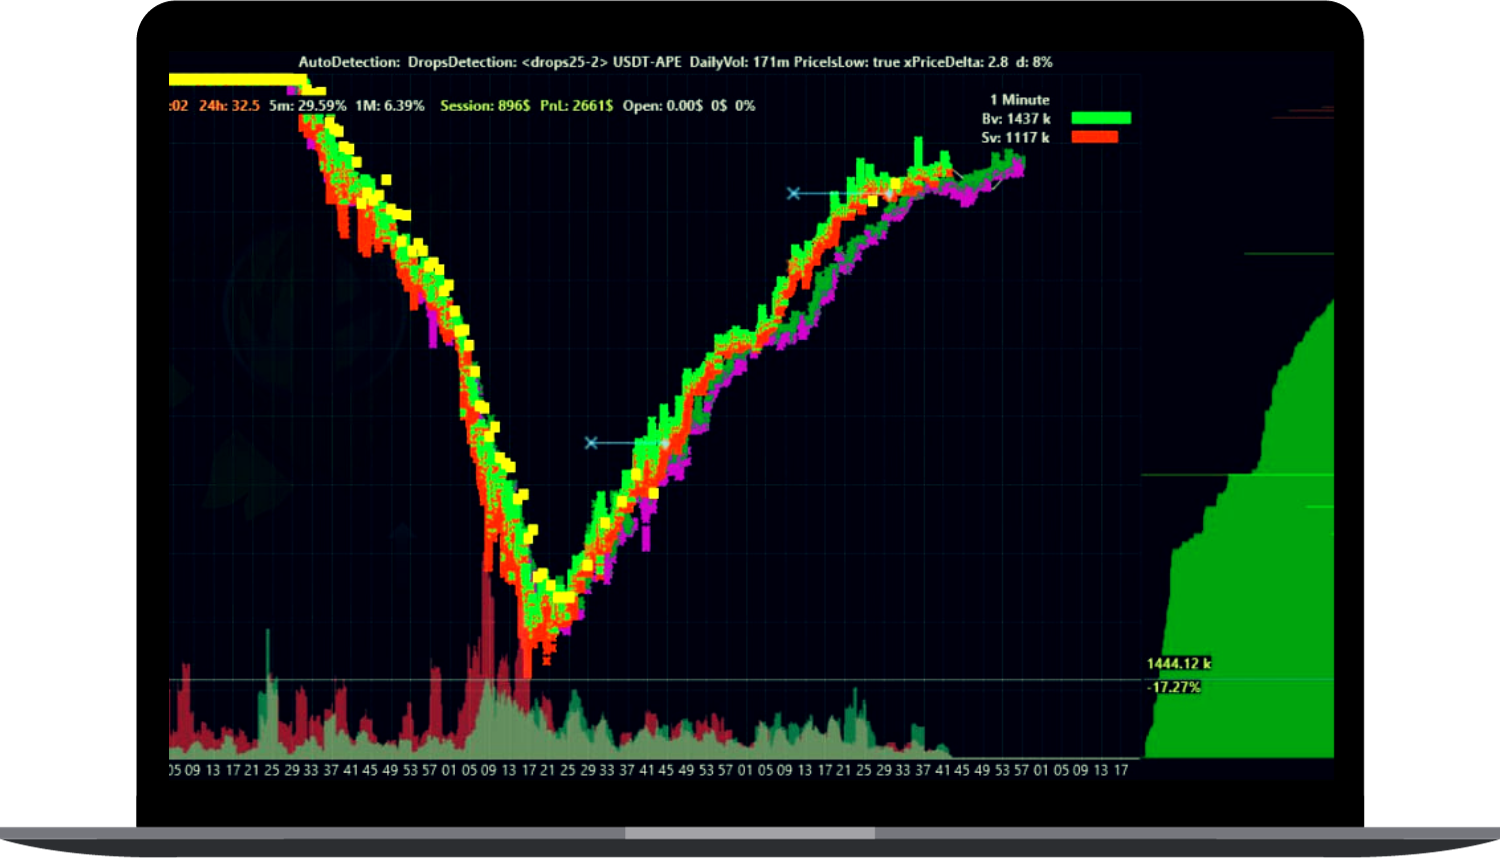 AutoDetection: DropsDetection: <drops25-2> USDT-APE DailyVol: 171m PriceIsLow: true xPriceDelta: 2.8 d: 8%
:02 24h: 32.5 5m: 29.59% 1M: 6.39% Session: 896$ PnL: 2661$ Open: 0.00$ 0$ 0%
1 Minute
Bv: 1437 k
Sv: 1117 k
1444.12 k
-17.27%
05 09 13 17 21 25 29 33 37 41 45 49 53 57 01 05 09 13 17 21 25 29 33 37 41 45 49 53 57 01 05 09 13 17 21 25 29 33 37 41 45 49 53 57 01 05 09 13 17